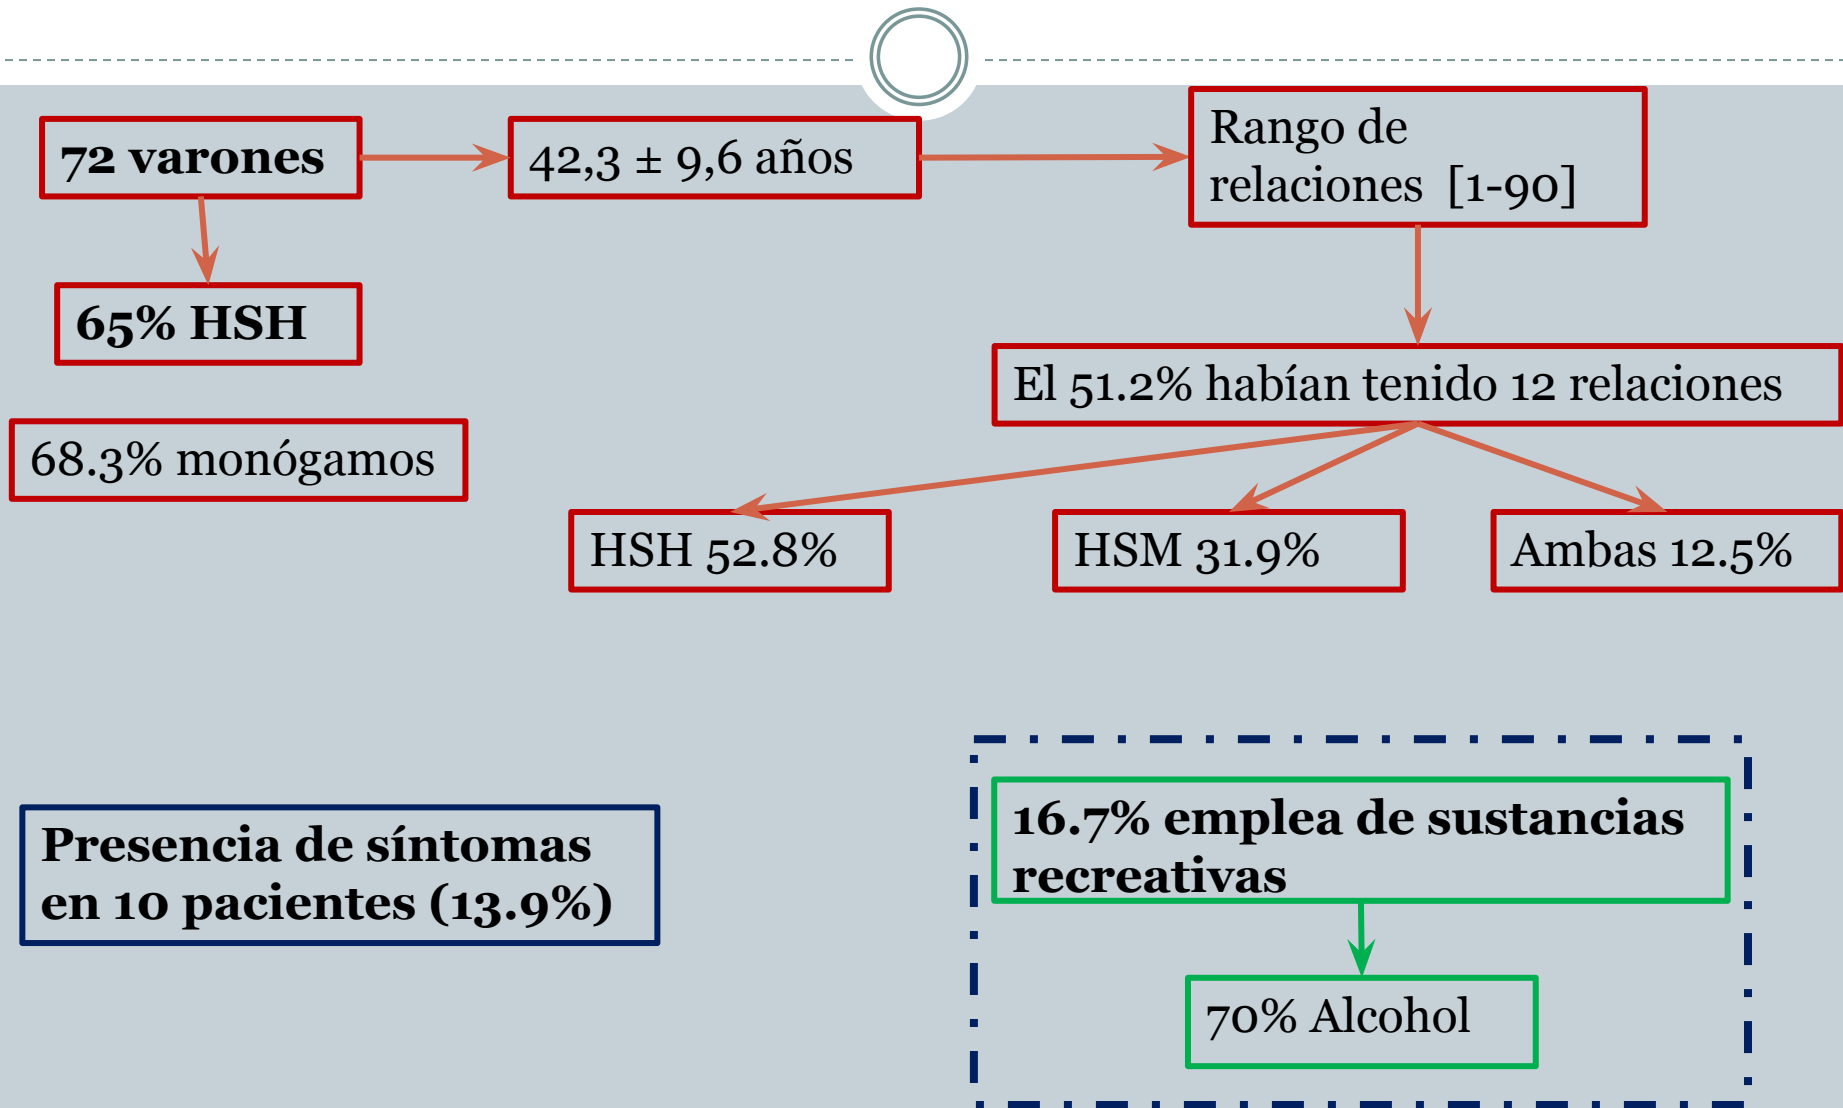 72 varones
42,3 ± 9,6 años
Rango de
relaciones [1-90]
65% HSH
El 51.2% habían tenido 12 relaciones
68.3% monógamos
HSH 52.8%
HSM 31.9%
Ambas 12.5%
Presencia de síntomas
en 10 pacientes (13.9%)
16.7% emplea de sustancias
recreativas
70% Alcohol